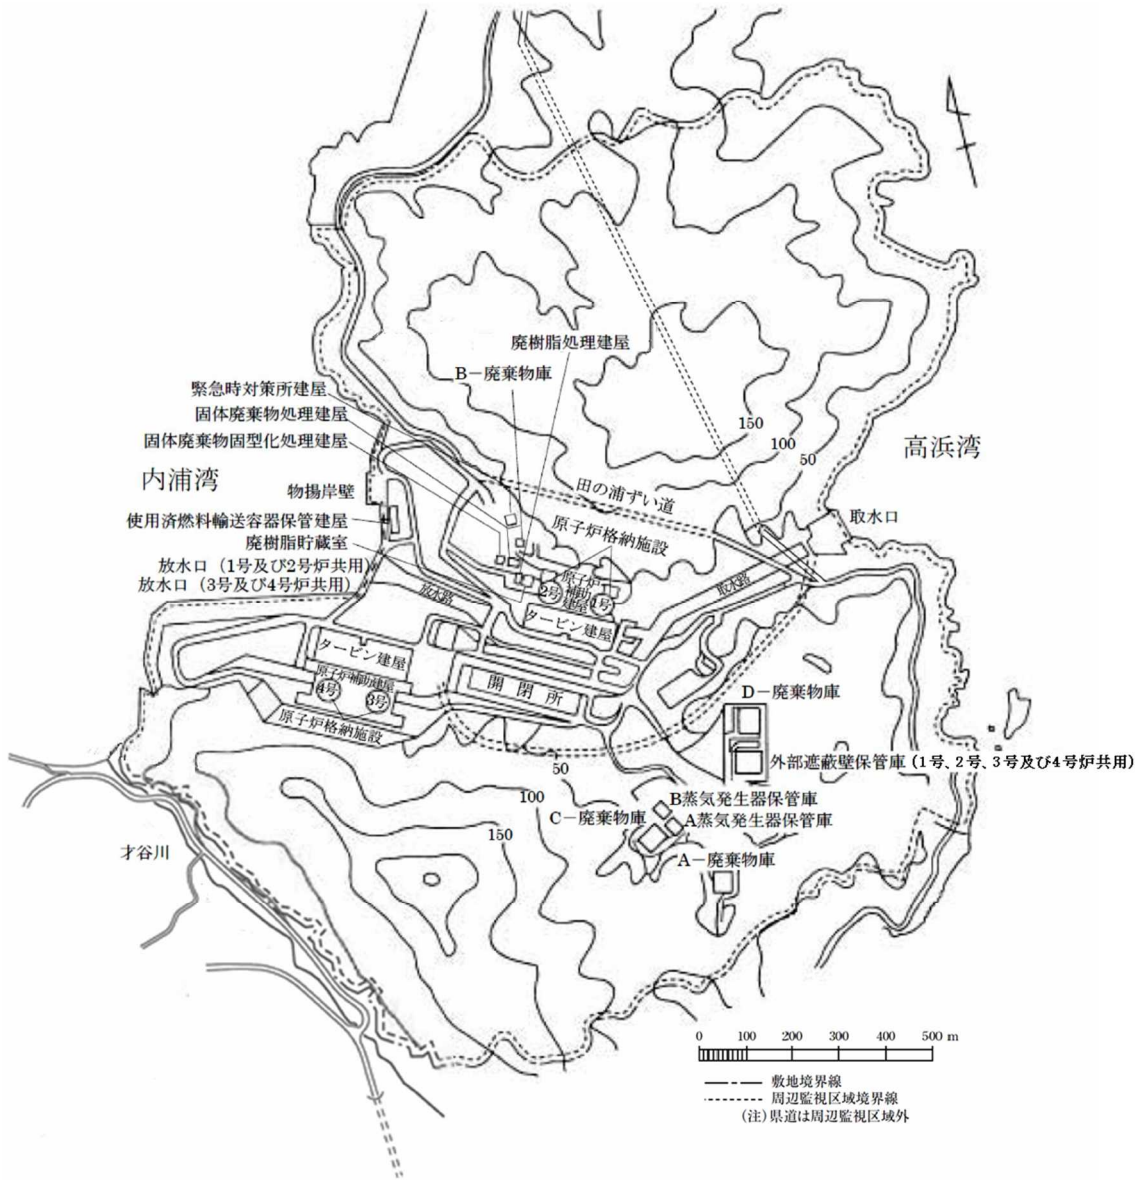 廃樹脂処理建屋
B－廃棄物庫
緊急時対策所建屋
固体廃棄物処理建屋
固体廃棄物固型化処理建屋
150
100
50
高浜湾
内浦湾
田の浦ずい道
物揚岸壁
取水口
使用済燃料輸送容器保管建屋
原子炉格納施設
廃樹脂貯蔵室
放水口（1号及び2号炉共用）
放水口（3号及び4号炉共用）
放水路
取水路
原子炉
補助
建屋
2号
1号
タービン建屋
タービン建屋
原子炉補助建屋
4号
3号
開閉所
原子炉格納施設
D－廃棄物庫
外部遮蔽壁保管庫（1号、2号、3号及び4号炉共用）
50
100
150
B蒸気発生器保管庫
C－廃棄物庫
A蒸気発生器保管庫
A－廃棄物庫
才谷川
0 100 200 300 400 500 m
敷地境界線
周辺監視区域境界線
(注)県道は周辺監視区域外